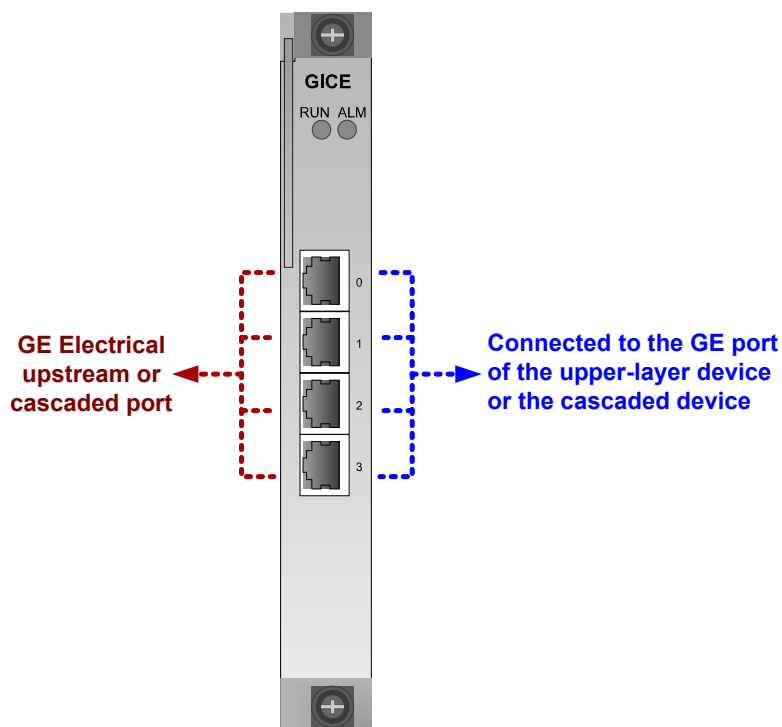 GICE
RUN ALM
0
1
2
3
GE Electrical
upstream or
cascaded port
Connected to the GE port
of the upper-layer device
or the cascaded device